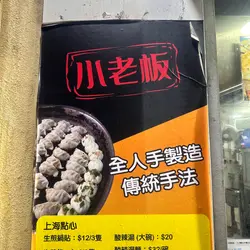 小老板
全人手製造
傳統手法
上海點心
生煎鍋貼：$12/3隻
酸辣湯 (大碗)：$20